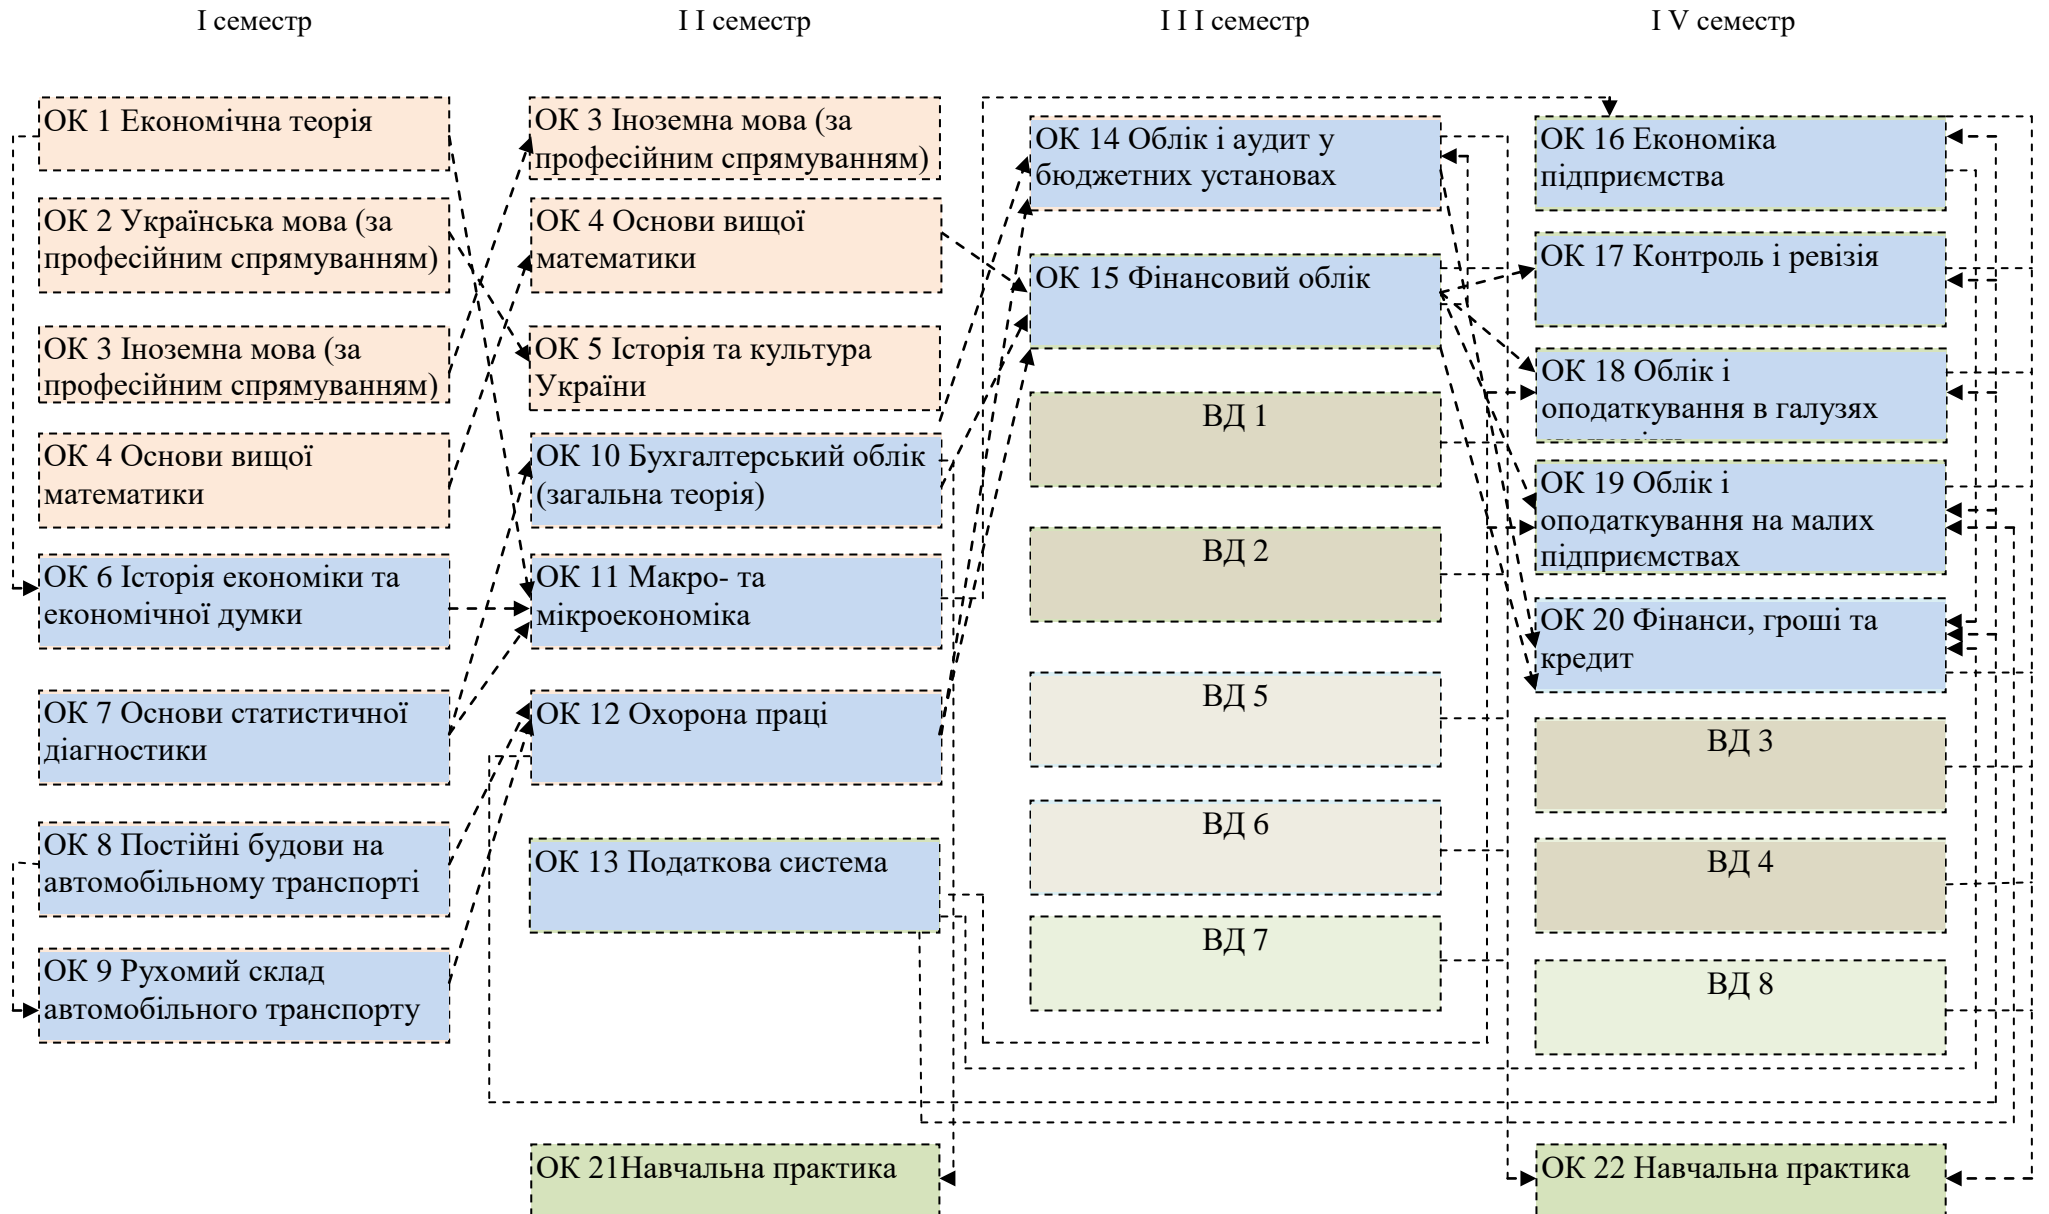 I семестр
I I семестр
I I I семестр
I V семестр
ОК 1 Економічна теорія
ОК 2 Українська мова (за
професійним спрямуванням)
ОК 3 Іноземна мова (за
професійним спрямуванням)
ОК 4 Основи вищої
математики
ОК 6 Історія економіки та
економічної думки
ОК 7 Основи статистичної
діагностики
ОК 8 Постійні будови на
автомобільному транспорті
ОК 9 Рухомий склад
автомобільного транспорту
ОК 3 Іноземна мова (за
професійним спрямуванням)
ОК 4 Основи вищої
математики
ОК 5 Історія та культура
України
ОК 10 Бухгалтерський облік
(загальна теорія)
ОК 11 Макро- та
мікроекономіка
ОК 12 Охорона праці
ОК 13 Податкова система
ОК 21Навчальна практика
ОК 14 Облік і аудит у
бюджетних установах
ОК 15 Фінансовий облік
ВД 1
ВД 2
ВД 5
ВД 6
ВД 7
ОК 16 Економіка
підприємства
ОК 17 Контроль і ревізія
ОК 18 Облік і
оподаткування в галузях
ОК 19 Облік і
оподаткування на малих
підприємствах
ОК 20 Фінанси, гроші та
кредит
ВД 3
ВД 4
ВД 8
ОК 22 Навчальна практика